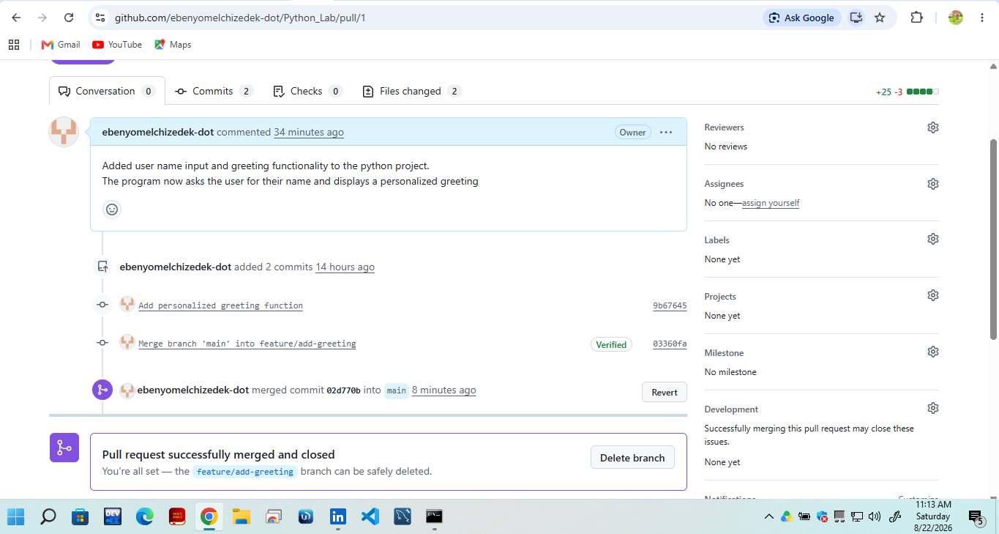 github.com/ebenyomelchizedek-dot/Python_Lab/pull/1
Ask Google
Gmail
YouTube
Maps
Conversation 0
Commits 2
Checks 0
Files changed 2
+25 -3
ebenyomelchizedek-dot commented 34 minutes ago
Owner
Added user name input and greeting functionality to the python project.
The program now asks the user for their name and displays a personalized greeting
ebenyomelchizedek-dot added 2 commits 14 hours ago
Add personalized greeting function
9b67645
Merge branch 'main' into feature/add-greeting
Verified
03360fa
ebenyomelchizedek-dot merged commit 02d770b into main 8 minutes ago
Revert
Pull request successfully merged and closed
You're all set — the feature/add-greeting branch can be safely deleted.
Delete branch
Reviewers
No reviews
Assignees
No one—assign yourself
Labels
None yet
Projects
None yet
Milestone
No milestone
Development
Successfully merging this pull request may close these
issues.
None yet
Notifications
Customize
DEV
HOLY BIBLE
in
11:13 AM
Saturday
8/22/2026
5